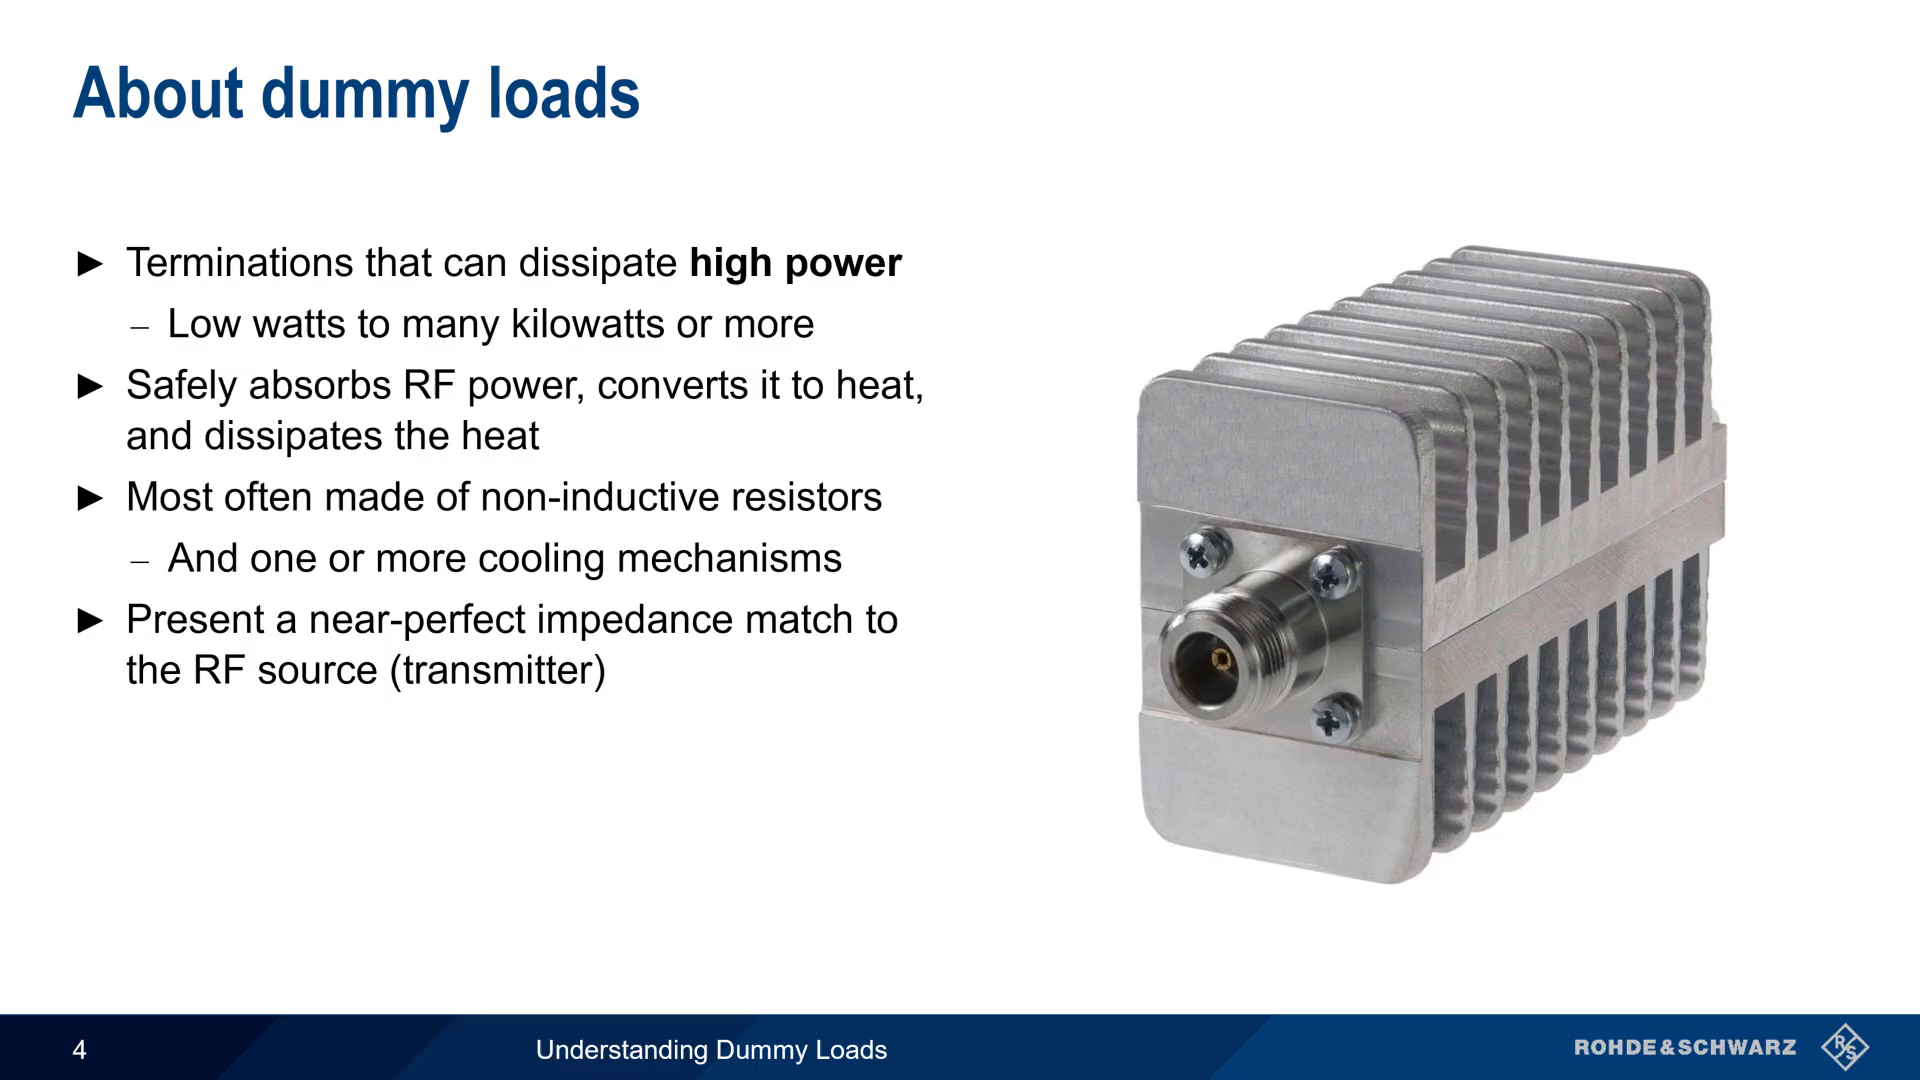 About dummy loads
► Terminations that can dissipate high power
– Low watts to many kilowatts or more
► Safely absorbs RF power, converts it to heat,
and dissipates the heat
► Most often made of non-inductive resistors
– And one or more cooling mechanisms
► Present a near-perfect impedance match to
the RF source (transmitter)
4
Understanding Dummy Loads
ROHDE & SCHWARZ
R S